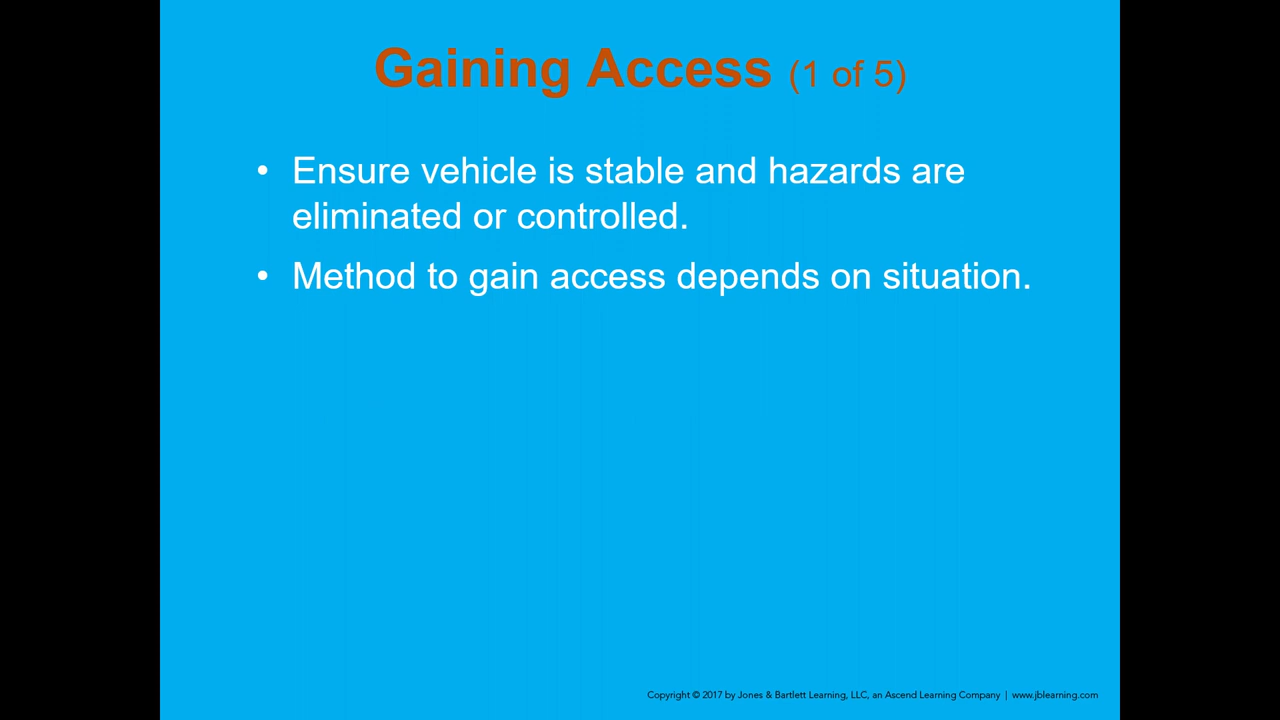 Gaining Access (1 of 5)
• Ensure vehicle is stable and hazards are
eliminated or controlled.
• Method to gain access depends on situation.
Copyright © 2017 by Jones & Bartlett Learning, LLC, an Ascend Learning Company | www.jblearning.com